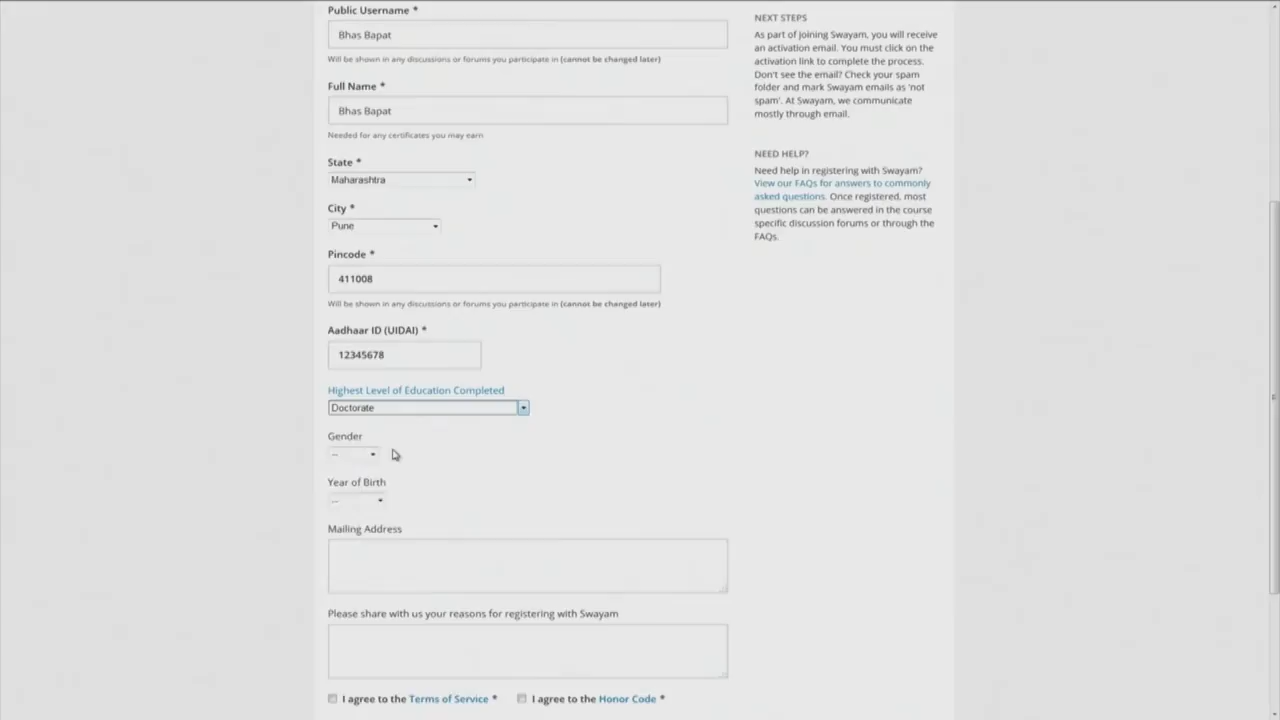 Public Username *
Bhas Bapat
Will be shown in any discussions or forums you participate in (cannot be changed later)
Full Name *
Bhas Bapat
Needed for any certificates you may earn
State *
Maharashtra
City *
Pune
Pincode *
411008
Will be shown in any discussions or forums you participate in (cannot be changed later)
Aadhaar ID (UIDAI) *
12345678
Highest Level of Education Completed
Doctorate
Gender
--
Year of Birth
--
Mailing Address
Please share with us your reasons for registering with Swayam
I agree to the Terms of Service * I agree to the Honor Code *
NEXT STEPS
As part of joining Swayam, you will receive
an activation email. You must click on the
activation link to complete the process.
Don't see the email? Check your spam
folder and mark Swayam emails as 'not
spam'. At Swayam, we communicate
mostly through email.
NEED HELP?
Need help in registering with Swayam?
View our FAQs for answers to commonly
asked questions. Once registered, most
questions can be answered in the course
specific discussion forums or through the
FAQs.